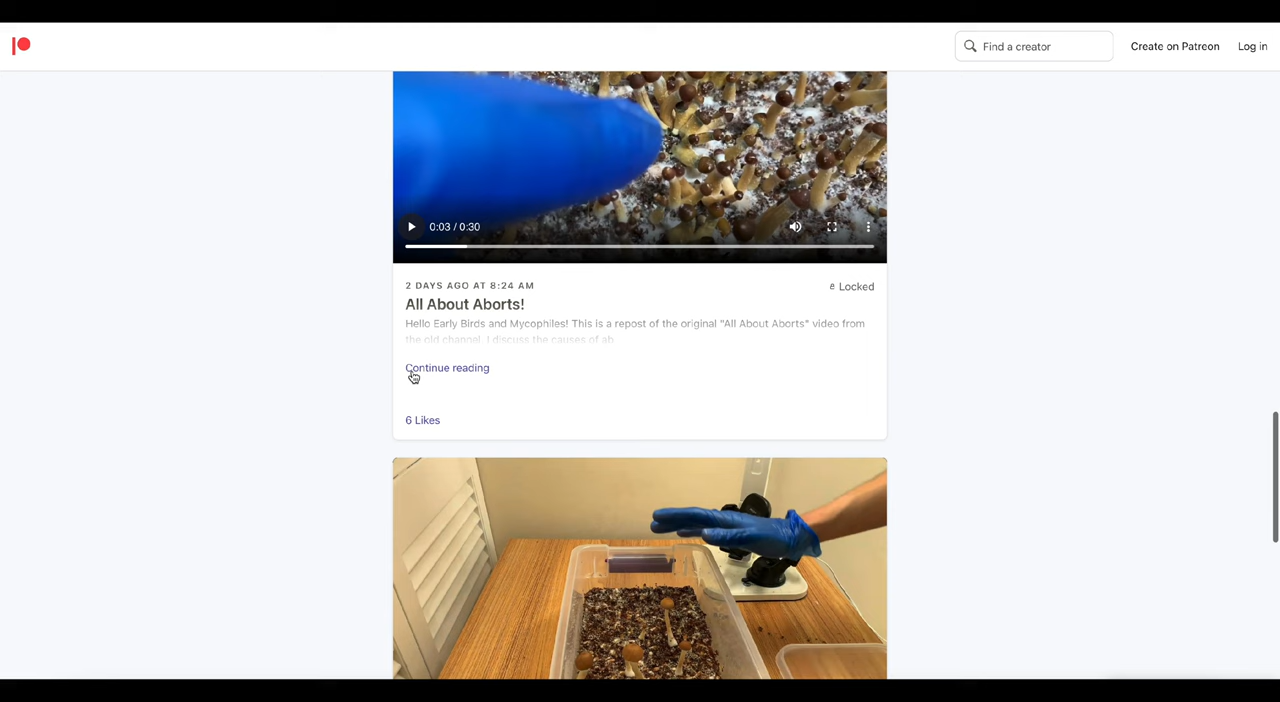 Find a creator
Create on Patreon
Log in
0:03 / 0:30
2 DAYS AGO AT 8:24 AM
Locked
All About Aborts!
Hello Early Birds and Mycophiles! This is a repost of the original "All About Aborts" video from
the old channel. I discuss the causes of ab
Continue reading
6 Likes